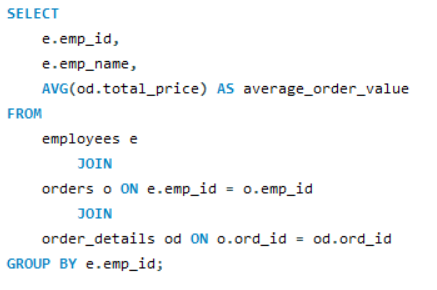 SELECT
    e.emp_id,
    e.emp_name,
    AVG(od.total_price) AS average_order_value
FROM
    employees e
        JOIN
    orders o ON e.emp_id = o.emp_id
        JOIN
    order_details od ON o.ord_id = od.ord_id
GROUP BY e.emp_id;